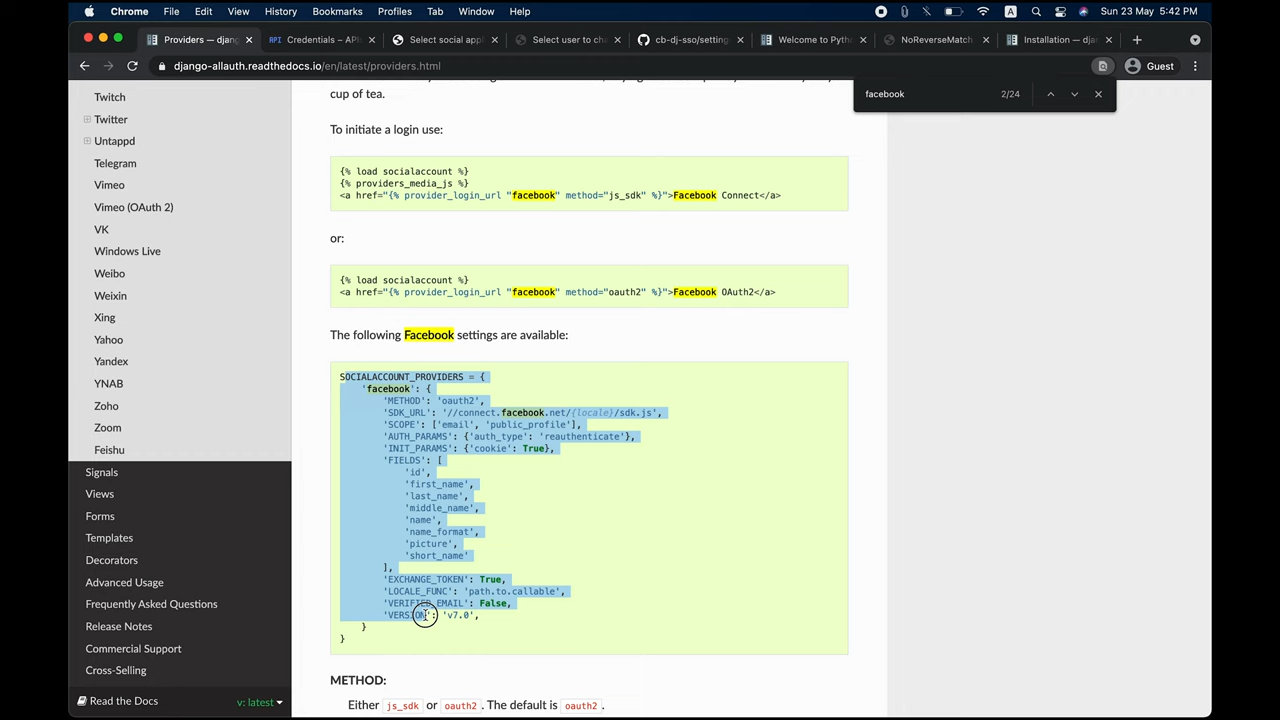 Chrome File Edit View History Bookmarks Profiles Tab Window Help A Sun 23 May 5:42 PM
Providers — djang API Credentials – APIs Select social appl Select user to cha cb-dj-sso/setting Welcome to Pytho NoReverseMatch Installation — dja
django-allauth.readthedocs.io/en/latest/providers.html Guest
facebook 2/24
Twitch
Twitter
Untappd
Telegram
Vimeo
Vimeo (OAuth 2)
VK
Windows Live
Weibo
Weixin
Xing
Yahoo
Yandex
YNAB
Zoho
Zoom
Feishu
Signals
Views
Forms
Templates
Decorators
Advanced Usage
Frequently Asked Questions
Release Notes
Commercial Support
Cross-Selling
Read the Docs v: latest
cup of tea.
To initiate a login use:
{% load socialaccount %}
{% providers_media_js %}
<a href="{% provider_login_url "facebook" method="js_sdk" %}">Facebook Connect</a>
or:
{% load socialaccount %}
<a href="{% provider_login_url "facebook" method="oauth2" %}">Facebook OAuth2</a>
The following Facebook settings are available:
SOCIALACCOUNT_PROVIDERS = {
'facebook': {
'METHOD': 'oauth2',
'SDK_URL': '//connect.facebook.net/{locale}/sdk.js',
'SCOPE': ['email', 'public_profile'],
'AUTH_PARAMS': {'auth_type': 'reauthenticate'},
'INIT_PARAMS': {'cookie': True},
'FIELDS': [
'id',
'first_name',
'last_name',
'middle_name',
'name',
'name_format',
'picture',
'short_name'
],
'EXCHANGE_TOKEN': True,
'LOCALE_FUNC': 'path.to.callable',
'VERIFIED_EMAIL': False,
'VERSION': 'v7.0',
}
}
METHOD:
Either js_sdk or oauth2. The default is oauth2.